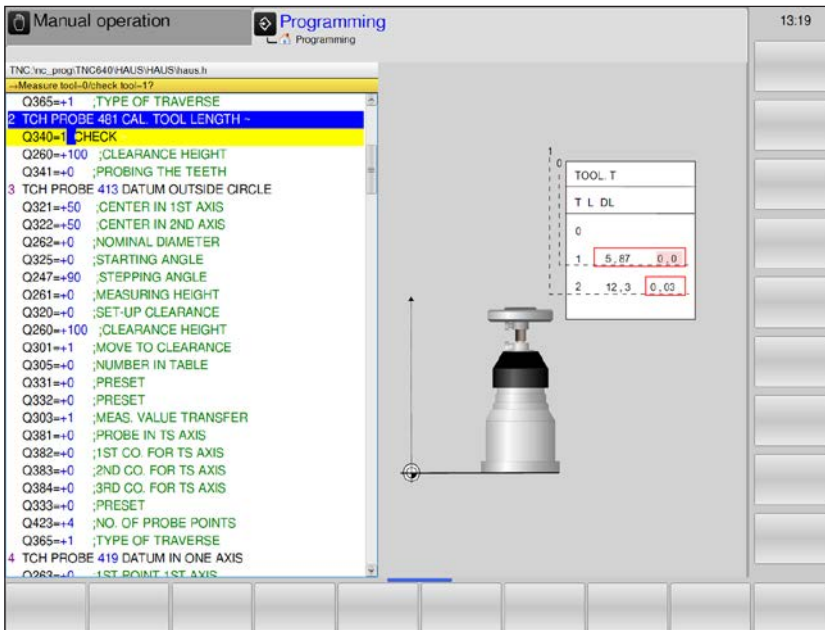 Manual operation
Programming
Programming
13:19
TNC:\nc_prog\TNC640\HAUS\HAUS\haus.h
→Measure tool=0/check tool=1?
Q365=+1 ;TYPE OF TRAVERSE
2 TCH PROBE 481 CAL. TOOL LENGTH ~
Q340=1 CHECK
Q260=+100 ;CLEARANCE HEIGHT
Q341=+0 ;PROBING THE TEETH
3 TCH PROBE 413 DATUM OUTSIDE CIRCLE
Q321=+50 ;CENTER IN 1ST AXIS
Q322=+50 ;CENTER IN 2ND AXIS
Q262=+0 ;NOMINAL DIAMETER
Q325=+0 ;STARTING ANGLE
Q247=+90 ;STEPPING ANGLE
Q261=+0 ;MEASURING HEIGHT
Q320=+0 ;SET-UP CLEARANCE
Q260=+100 ;CLEARANCE HEIGHT
Q301=+1 ;MOVE TO CLEARANCE
Q305=+0 ;NUMBER IN TABLE
Q331=+0 ;PRESET
Q332=+0 ;PRESET
Q303=+1 ;MEAS. VALUE TRANSFER
Q381=+0 ;PROBE IN TS AXIS
Q382=+0 ;1ST CO. FOR TS AXIS
Q383=+0 ;2ND CO. FOR TS AXIS
Q384=+0 ;3RD CO. FOR TS AXIS
Q333=+0 ;PRESET
Q423=+4 ;NO. OF PROBE POINTS
Q365=+1 ;TYPE OF TRAVERSE
4 TCH PROBE 419 DATUM IN ONE AXIS
Q263=+0 ;1ST POINT 1ST AXIS
1
0
TOOL.T
T L DL
0
1 5,87 0,0
2 12,3 0,03